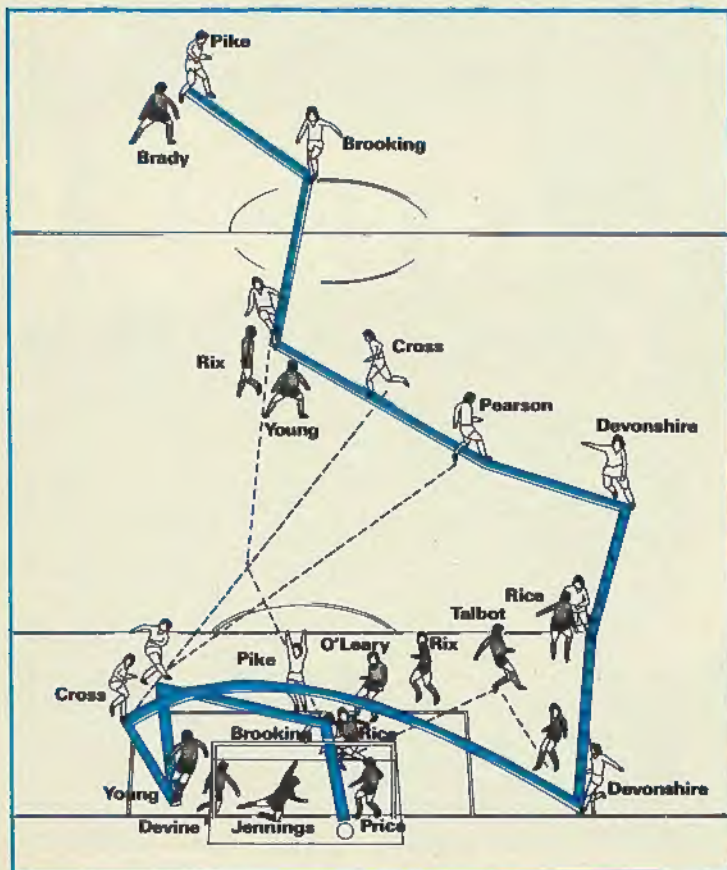 Pike
Brady
Brooking
Rix
Cross
Young
Pearson
Devonshire
Rice
Talbot
O'Leary
Rix
Pike
Cross
Brooking
Rice
Young
Devonshire
Devine
Jennings
Price